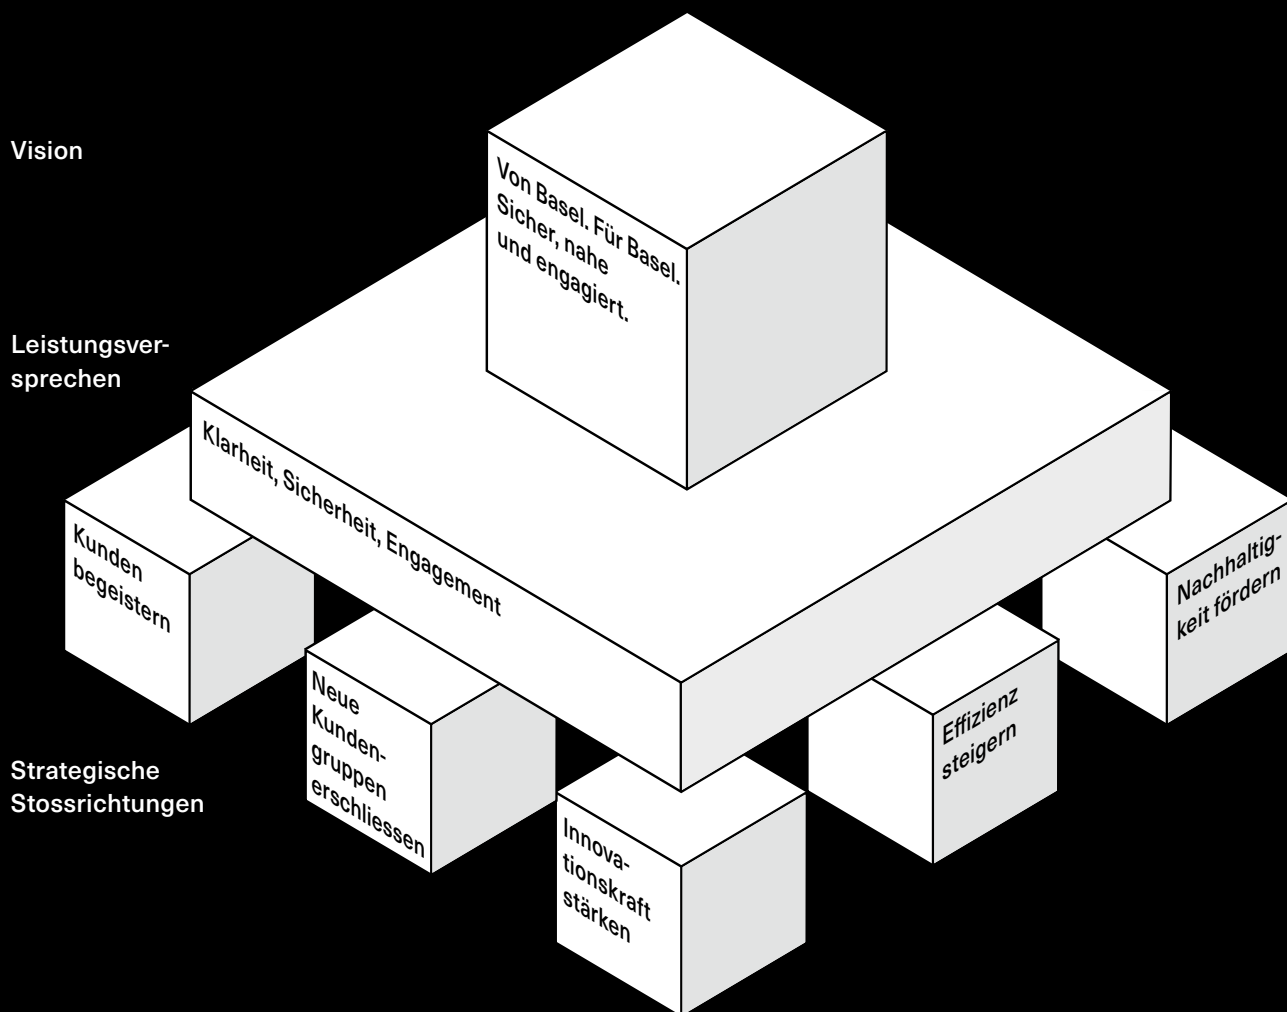 Vision
Von Basel. Für Basel.
Sicher, nahe
und engagiert.
Leistungsver-
sprechen
Klarheit, Sicherheit, Engagement
Strategische
Stossrichtungen
Kunden
begeistern
Neue
Kunden-
gruppen
erschliessen
Innova-
tionskraft
stärken
Effizienz
steigern
Nachhaltig-
keit fördern